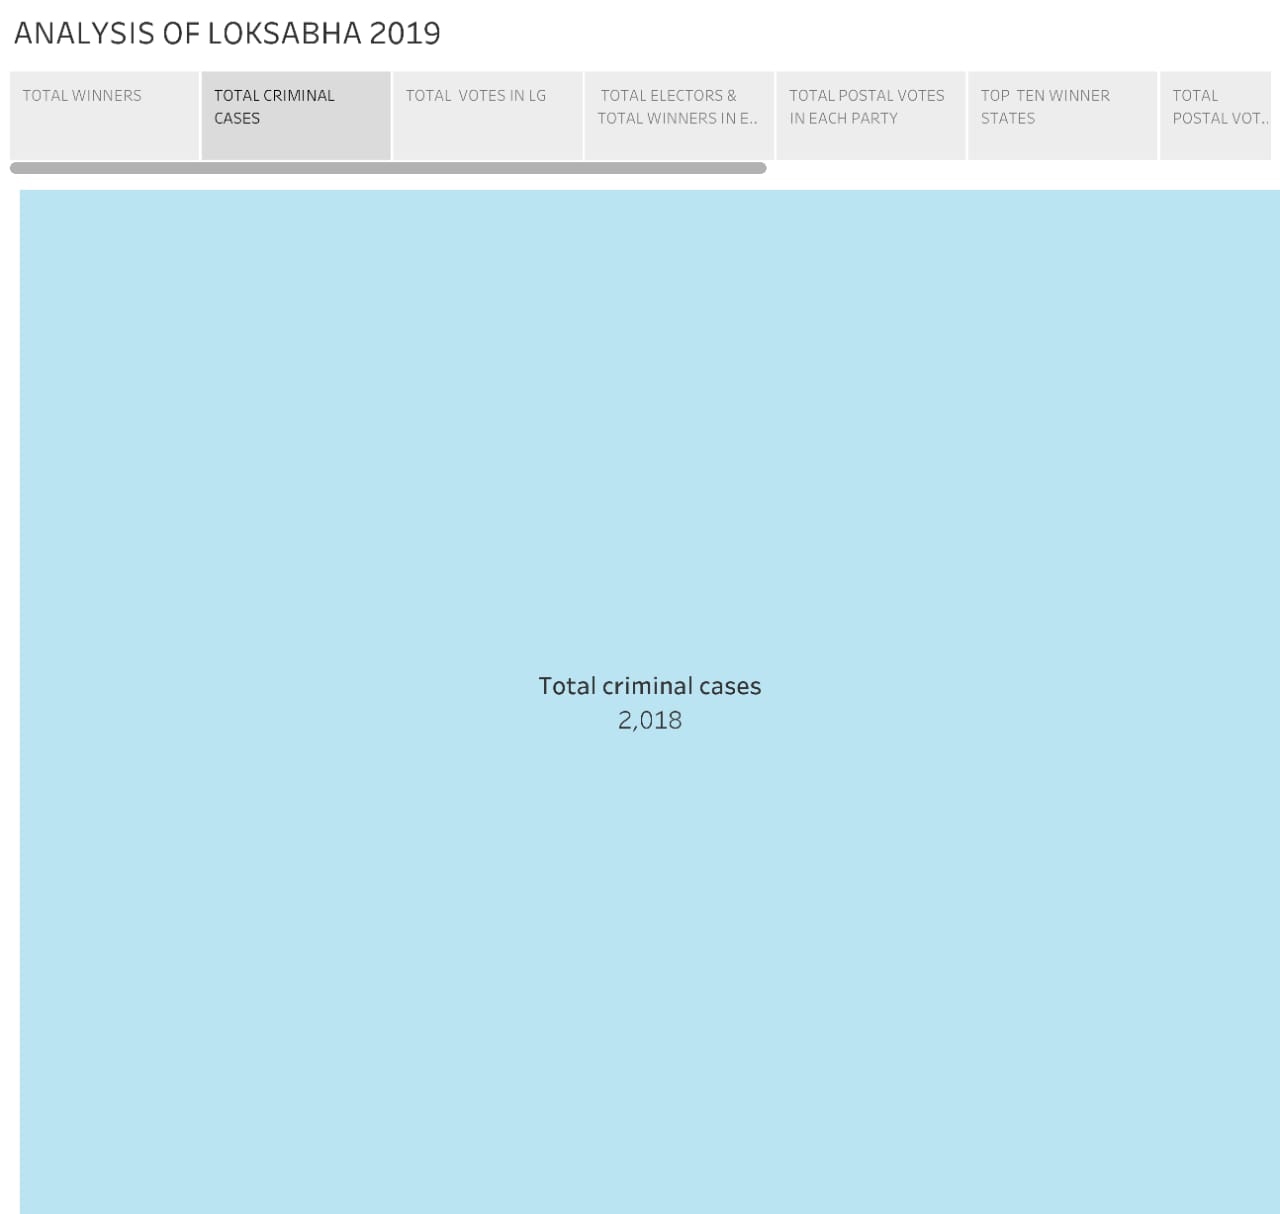 ANALYSIS OF LOKSABHA 2019
TOTAL WINNERS
TOTAL CRIMINAL
CASES
TOTAL VOTES IN LG
TOTAL ELECTORS &
TOTAL WINNERS IN E..
TOTAL POSTAL VOTES
IN EACH PARTY
TOP TEN WINNER
STATES
TOTAL
POSTAL VOT..
Total criminal cases
2,018